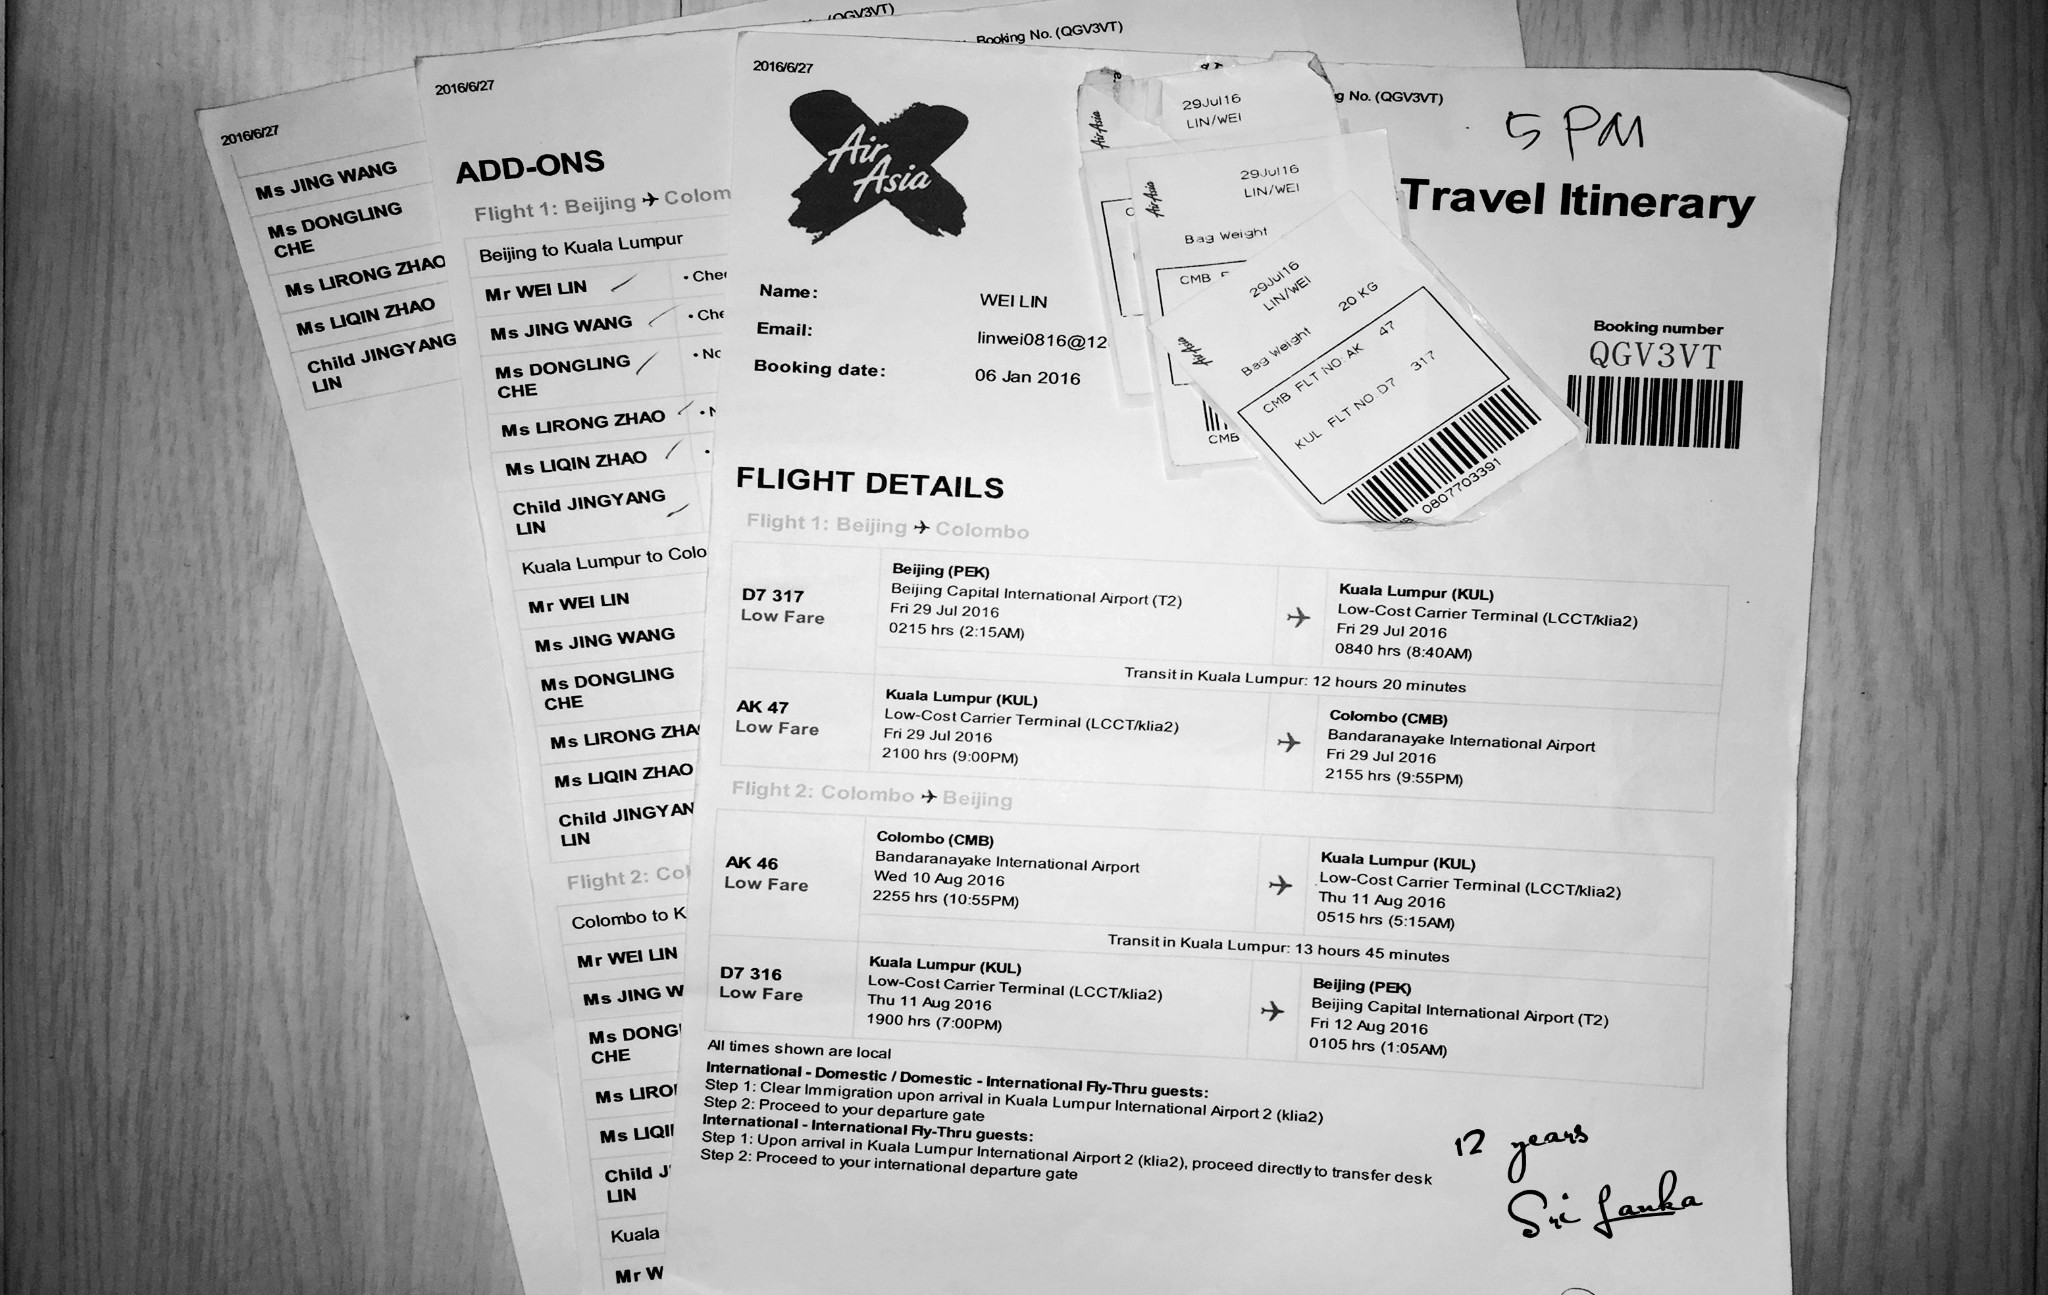 (QGV3VT)
Booking No. (QGV3VT)
2016/6/27
Ms JING WANG
Ms DONGLING
CHE
Ms LIRONG ZHAO
Ms LIQIN ZHAO
Child JINGYANG
LIN
2016/6/27
ADD-ONS
Flight 1: Beijing Colom
Beijing to Kuala Lumpur
Mr WEI LIN • Chec
Ms JING WANG • Che
Ms DONGLING • No
CHE
Ms LIRONG ZHAO • N
Ms LIQIN ZHAO •
Child JINGYANG
LIN
Kuala Lumpur to Colo
Mr WEI LIN
Ms JING WANG
Ms DONGLING
CHE
Ms LIRONG ZHA
Ms LIQIN ZHAO
Child JINGYAN
LIN
Flight 2: Col
Colombo to K
Mr WEI LIN
Ms JING W
Ms DONGL
CHE
Ms LIRO
Ms LIQI
Child J
LIN
Kuala
Mr W
2016/6/27
Air
Asia
g No. (QGV3VT)
5 PM
Travel Itinerary
Name: WEI LIN
Email: linwei0816@12
Booking date: 06 Jan 2016
Booking number
QGV3VT
AirAsia
29Jul16
LIN/WEI
AirAsia
29Jul16
LIN/WEI
Bag Weight
CMB
CMB
AirAsia
29Jul16
LIN/WEI
Bag Weight 20 KG
CMB FLT NO: AK 47
KUL FLT NO D7 317
0807703391
FLIGHT DETAILS
Flight 1: Beijing Colombo
D7 317
Low Fare
Beijing (PEK)
Beijing Capital International Airport (T2)
Fri 29 Jul 2016
0215 hrs (2:15AM)
Kuala Lumpur (KUL)
Low-Cost Carrier Terminal (LCCT/klia2)
Fri 29 Jul 2016
0840 hrs (8:40AM)
Transit in Kuala Lumpur: 12 hours 20 minutes
AK 47
Low Fare
Kuala Lumpur (KUL)
Low-Cost Carrier Terminal (LCCT/klia2)
Fri 29 Jul 2016
2100 hrs (9:00PM)
Colombo (CMB)
Bandaranayake International Airport
Fri 29 Jul 2016
2155 hrs (9:55PM)
Flight 2: Colombo Beijing
AK 46
Low Fare
Colombo (CMB)
Bandaranayake International Airport
Wed 10 Aug 2016
2255 hrs (10:55PM)
Kuala Lumpur (KUL)
Low-Cost Carrier Terminal (LCCT/klia2)
Thu 11 Aug 2016
0515 hrs (5:15AM)
Transit in Kuala Lumpur: 13 hours 45 minutes
D7 316
Low Fare
Kuala Lumpur (KUL)
Low-Cost Carrier Terminal (LCCT/klia2)
Thu 11 Aug 2016
1900 hrs (7:00PM)
Beijing (PEK)
Beijing Capital International Airport (T2)
Fri 12 Aug 2016
0105 hrs (1:05AM)
All times shown are local
International - Domestic / Domestic - International Fly-Thru guests:
Step 1: Clear Immigration upon arrival in Kuala Lumpur International Airport 2 (klia2)
Step 2: Proceed to your departure gate
International - International Fly-Thru guests:
Step 1: Upon arrival in Kuala Lumpur International Airport 2 (klia2), proceed directly to transfer desk
Step 2: Proceed to your international departure gate
12 years
Sri Lanka